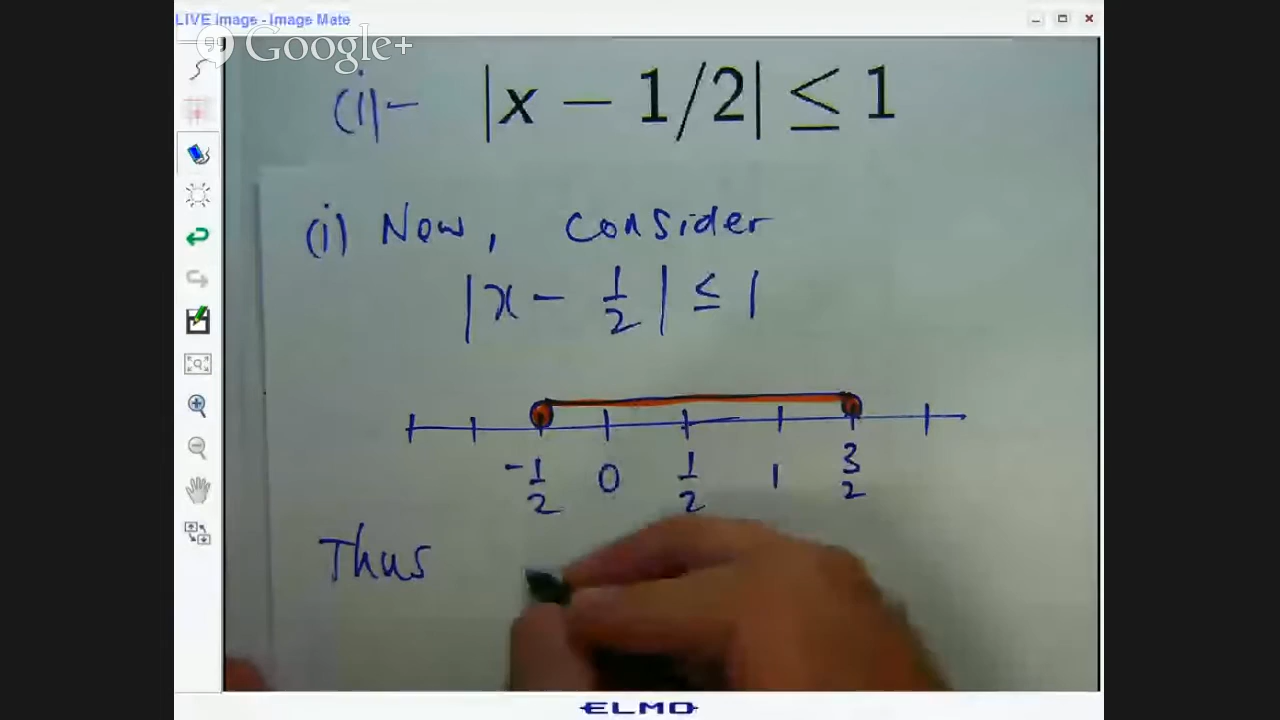 LIVE Image - Image Mate
Google+
(i)- |x − 1/2| ≤ 1
(i) Now, consider
|x - 1/2| ≤ 1
-1/2 0 1/2 1 3/2
Thus
ELMO